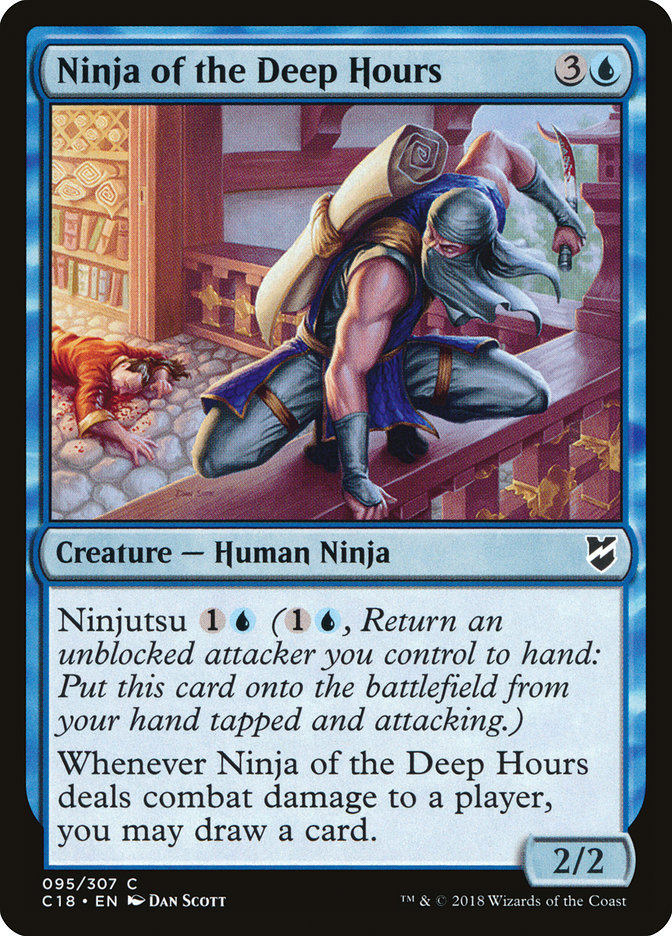 Ninja of the Deep Hours 3
Dan Scott
Creature — Human Ninja
Ninjutsu 1 (1 , Return an
unblocked attacker you control to hand:
Put this card onto the battlefield from
your hand tapped and attacking.)
Whenever Ninja of the Deep Hours
deals combat damage to a player,
you may draw a card.
2/2
095/307 C
C18 • EN Dan Scott ™ & © 2018 Wizards of the Coast